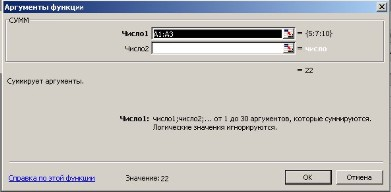 Аргументы функции
СУММ
Число1 A1:A3 = {5:7:10}
Число2 = число
= 22
Суммирует аргументы.
Число1: число1;число2;... от 1 до 30 аргументов, которые суммируются.
Логические значения игнорируются.
Справка по этой функции Значение:22 ОК Отмена